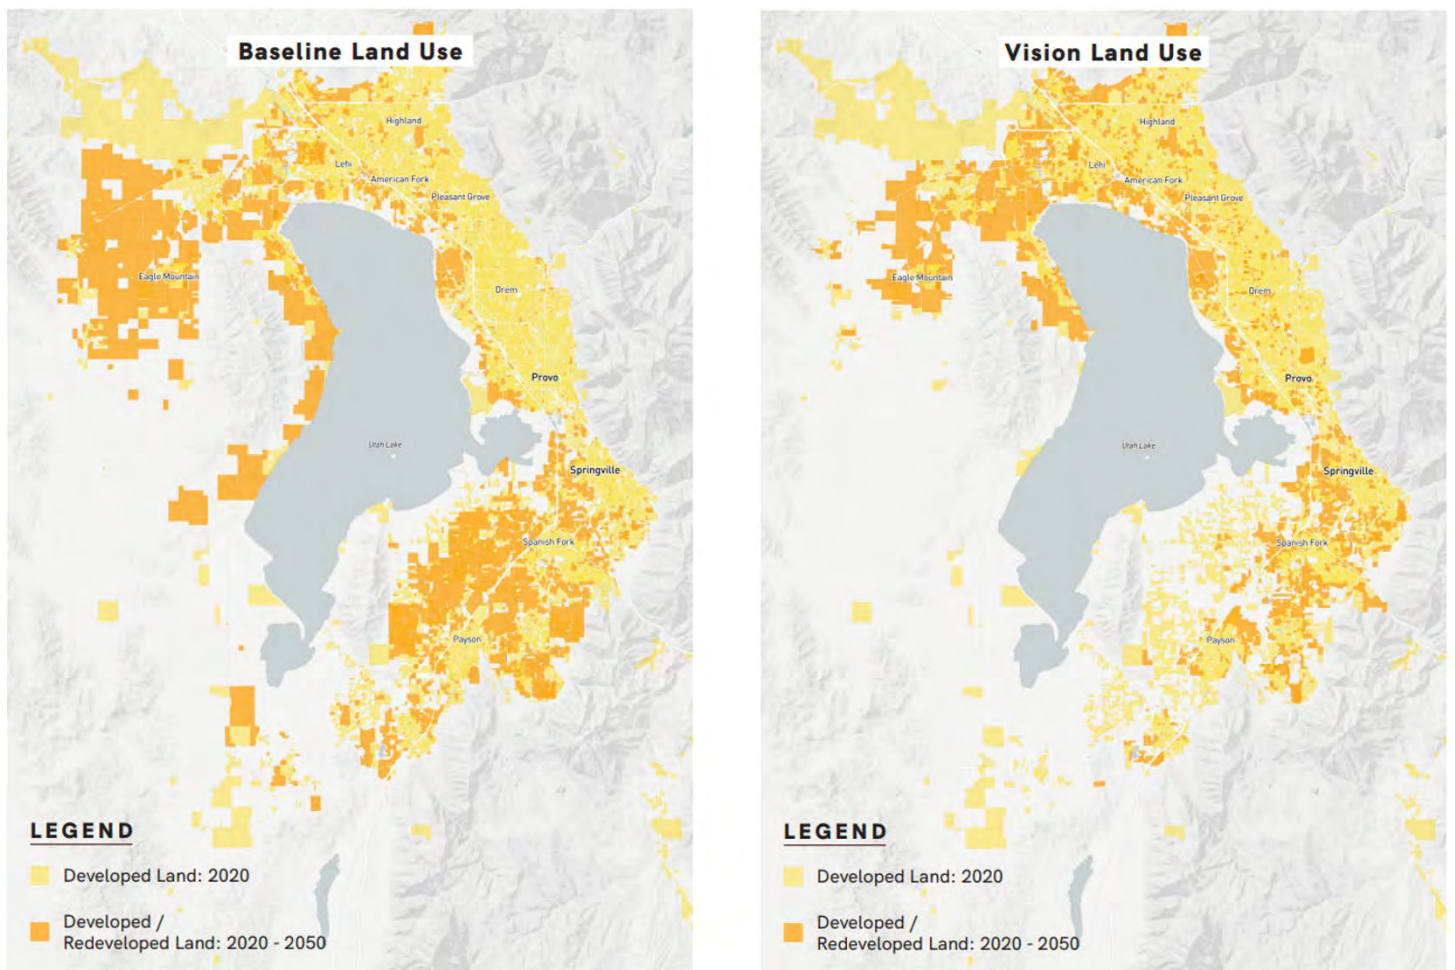 Baseline Land Use
Highland
Lehi
American Fork
Pleasant Grove
Eagle Mountain
Orem
Provo
Utah Lake
Springville
Spanish Fork
Payson
LEGEND
Developed Land: 2020
Developed /
Redeveloped Land: 2020 - 2050
Vision Land Use
Highland
Lehi
American Fork
Pleasant Grove
Eagle Mountain
Orem
Provo
Utah Lake
Springville
Spanish Fork
Payson
LEGEND
Developed Land: 2020
Developed /
Redeveloped Land: 2020 - 2050